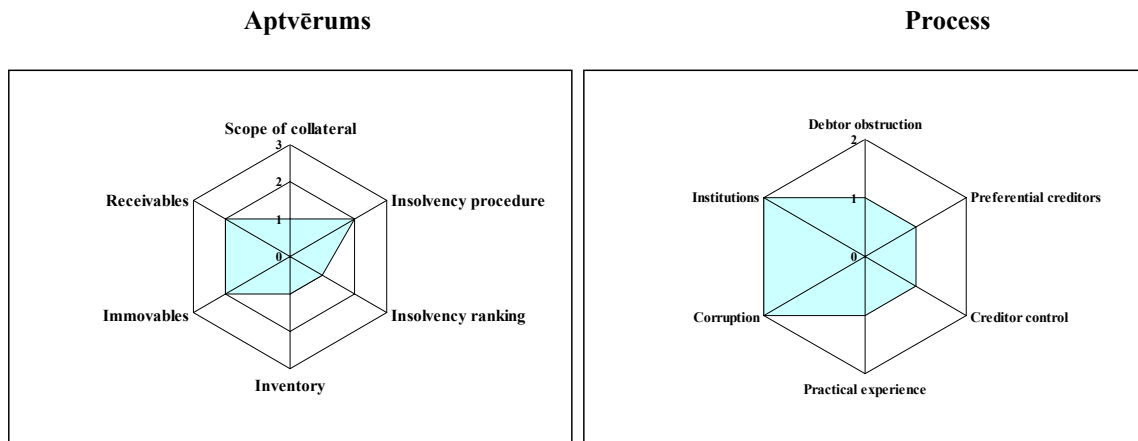 Aptvērums
Process
Scope of collateral
3
2
1
0
Receivables
Insolvency procedure
Immovables
Insolvency ranking
Inventory
Debtor obstruction
2
1
0
Institutions
Preferential creditors
Corruption
Creditor control
Practical experience